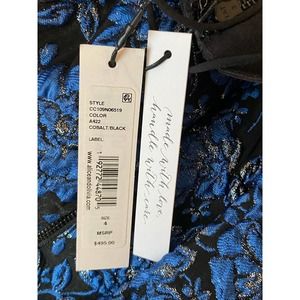 STYLE
CC109N06519
COLOR
A422
COBALT/BLACK
LABEL
www.aliceandolivia.com
SIZE
4
MSRP
$495.00
made with love
handle with care